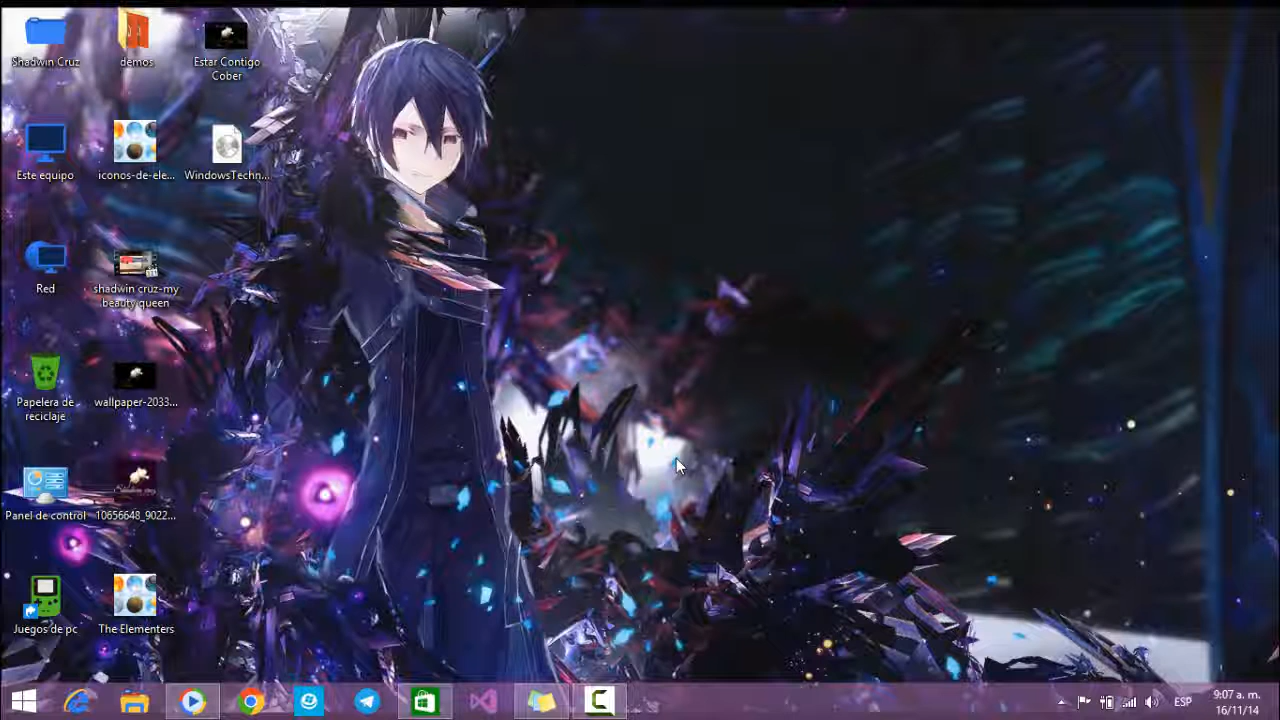 Shadwin Cruz
demos
Estar Contigo
Cober
Este equipo
iconos-de-ele...
WindowsTechn...
Red
shadwin cruz-my
beauty queen
Papelera de
reciclaje
wallpaper-2033...
Panel de control
10656648_9022...
Juegos de pc
The Elementers
ESP
9:07 a. m.
16/11/14